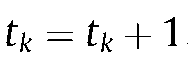 t_k = t_k + 1.